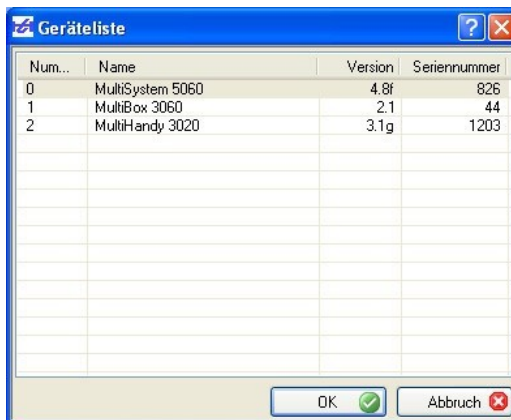 Geräteliste
Num... Name Version Seriennummer
0 MultiSystem 5060 4.8f 826
1 MultiBox 3060 2.1 44
2 MultiHandy 3020 3.1g 1203
OK Abbruch